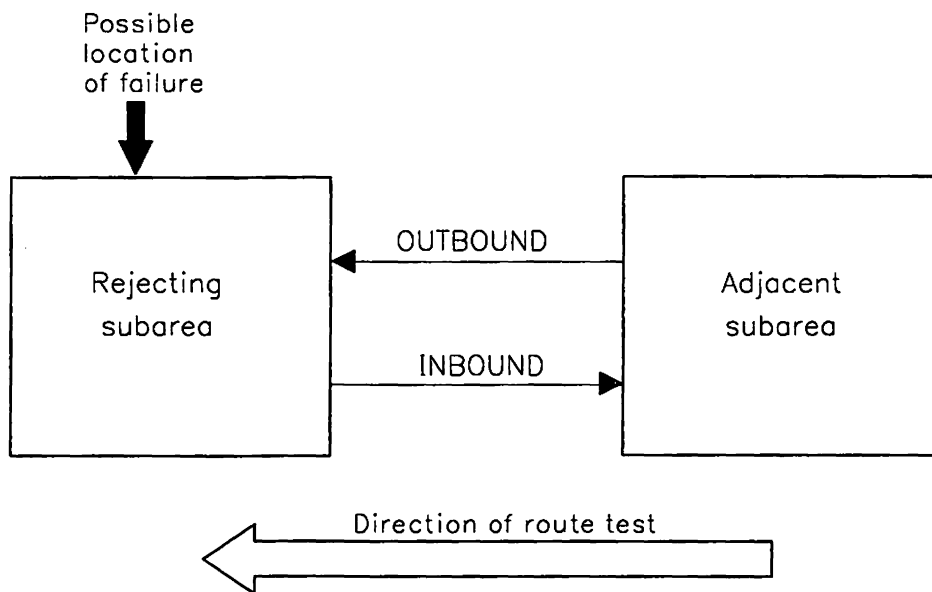 Possible
location
of failure
OUTBOUND
Rejecting
subarea
Adjacent
subarea
INBOUND
Direction of route test